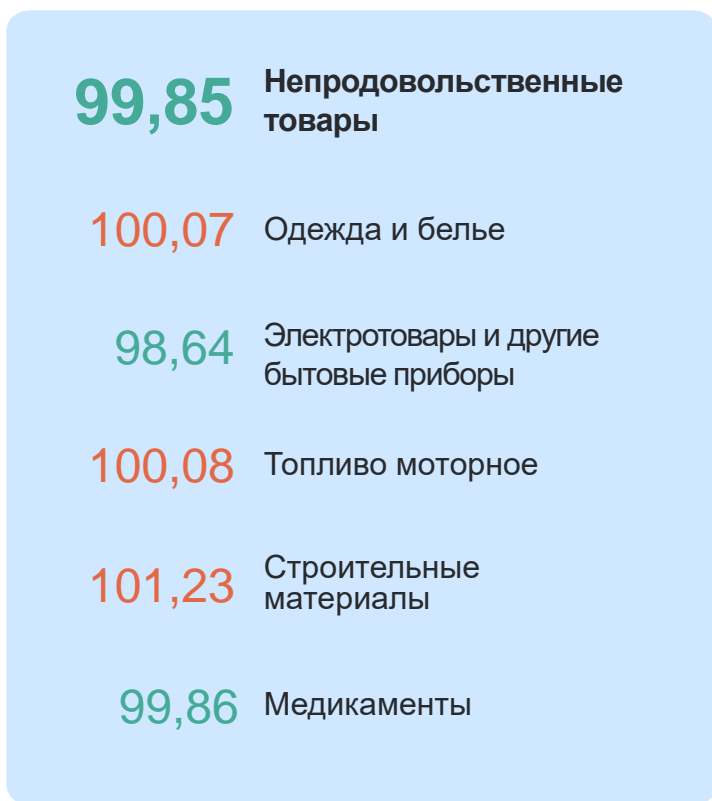 99,85 Непродовольственные
товары
100,07 Одежда и белье
98,64 Электротовары и другие
бытовые приборы
100,08 Топливо моторное
101,23 Строительные
материалы
99,86 Медикаменты